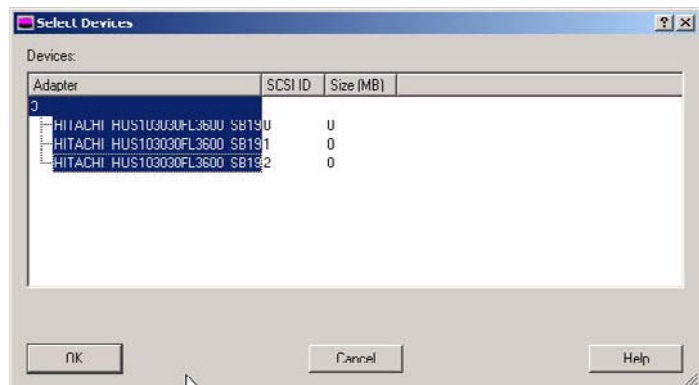 Select Devices
Devices:
Adapter SCSI ID Size (MB)
3
HITACHI HUS103030FL3600 SB19 0 0
HITACHI HUS103030FL3600 SB19 1 0
HITACHI HUS103030FL3600 SB19 2 0
OK Cancel Help